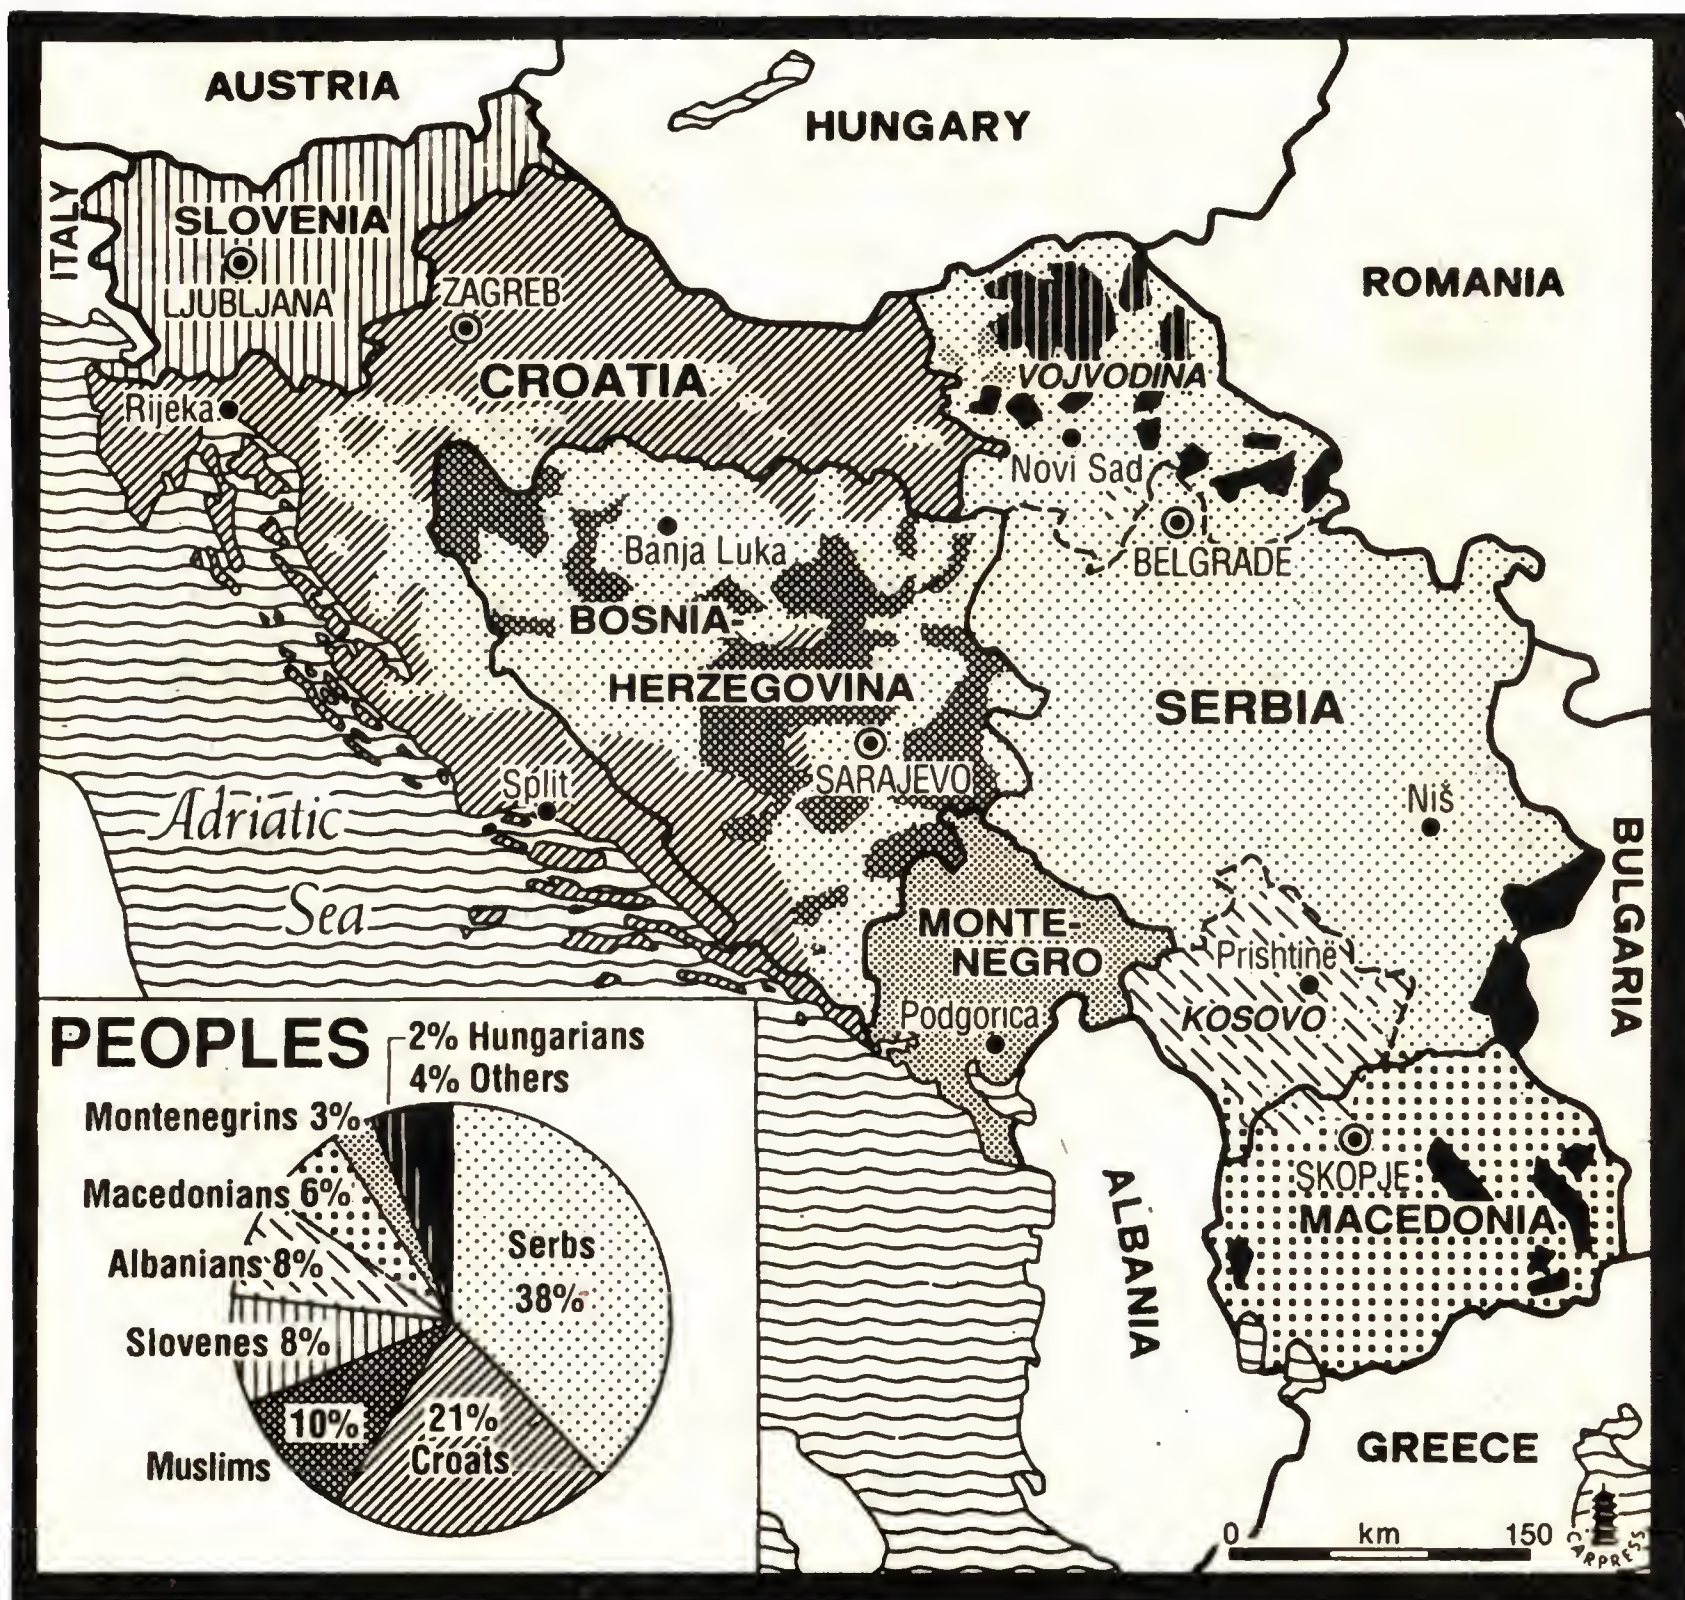 AUSTRIA
HUNGARY
ITALY
SLOVENIA
LJUBLJANA
ZAGREB
ROMANIA
CROATIA
VOJVODINA
Rijeka
Novi Sad
Banja Luka
BELGRADE
BOSNIA-
HERZEGOVINA
SERBIA
SARAJEVO
Split
Niš
Adriatic
Sea
BULGARIA
MONTE-
NEGRO
Prishtinë
KOSOVO
Podgorica
SKOPJE
MACEDONIA
ALBANIA
GREECE
0 km 150
CARPRESS
PEOPLES
2% Hungarians
4% Others
Montenegrins 3%
Macedonians 6%
Albanians 8%
Slovenes 8%
Serbs
38%
10%
Muslims
21%
Croats